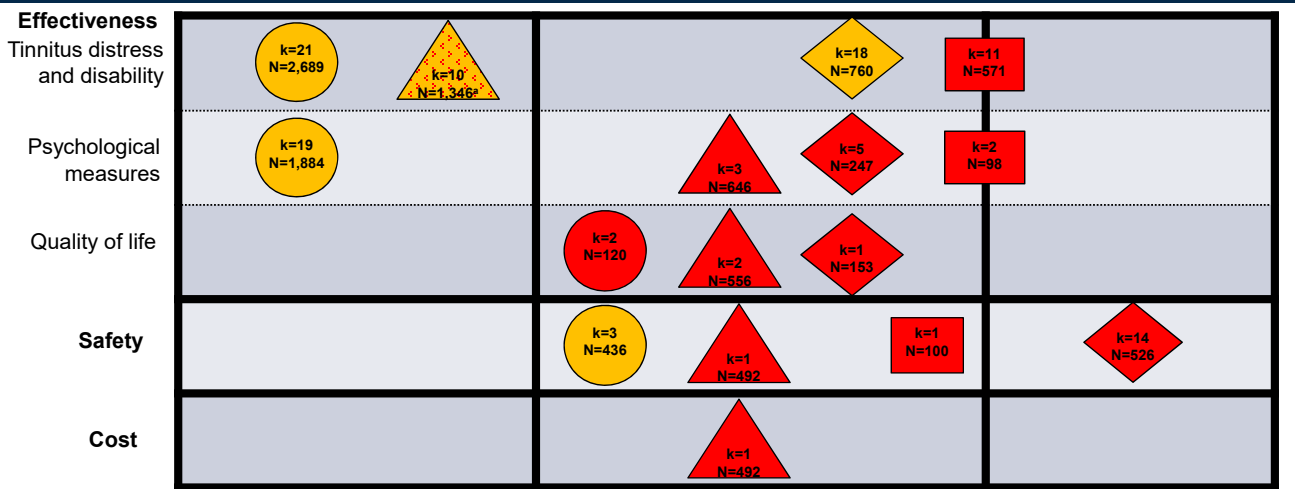 Effectiveness
Tinnitus distress
and disability
k=21
N=2,689
k=10
N=1,346ª
k=18
N=760
k=11
N=571
Psychological
measures
k=19
N=1,884
k=3
N=646
k=5
N=247
k=2
N=98
Quality of life
k=2
N=120
k=2
N=556
k=1
N=153
Safety
k=3
N=436
k=1
N=492
k=1
N=100
k=14
N=526
Cost
k=1
N=492